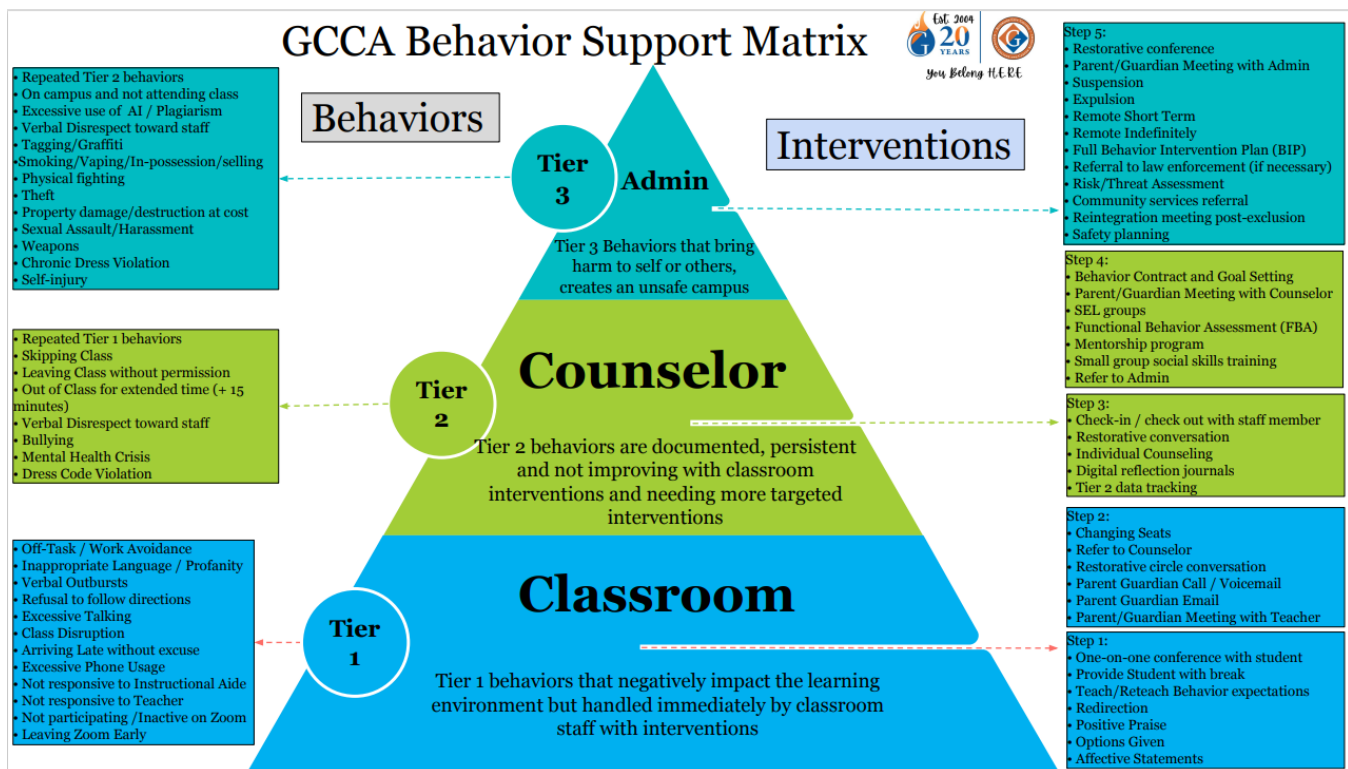 GCCA Behavior Support Matrix
Est. 2004
20
YEARS
G
G
You Belong H.E.R.E
Behaviors
Interventions
• Repeated Tier 2 behaviors
• On campus and not attending class
• Excessive use of AI / Plagiarism
• Verbal Disrespect toward staff
• Tagging/Graffiti
•Smoking/Vaping/In-possession/selling
• Physical fighting
• Theft
• Property damage/destruction at cost
• Sexual Assault/Harassment
• Weapons
• Chronic Dress Violation
• Self-injury
Tier
3
Admin
Tier 3 Behaviors that bring
harm to self or others,
creates an unsafe campus
Step 5:
• Restorative conference
• Parent/Guardian Meeting with Admin
• Suspension
• Expulsion
• Remote Short Term
• Remote Indefinitely
• Full Behavior Intervention Plan (BIP)
• Referral to law enforcement (if necessary)
• Risk/Threat Assessment
• Community services referral
• Reintegration meeting post-exclusion
• Safety planning
• Repeated Tier 1 behaviors
• Skipping Class
• Leaving Class without permission
• Out of Class for extended time (+ 15
minutes)
• Verbal Disrespect toward staff
• Bullying
• Mental Health Crisis
• Dress Code Violation
Tier
2
Counselor
Tier 2 behaviors are documented, persistent
and not improving with classroom
interventions and needing more targeted
interventions
Step 4:
• Behavior Contract and Goal Setting
• Parent/Guardian Meeting with Counselor
• SEL groups
• Functional Behavior Assessment (FBA)
• Mentorship program
• Small group social skills training
• Refer to Admin
Step 3:
• Check-in / check out with staff member
• Restorative conversation
• Individual Counseling
• Digital reflection journals
• Tier 2 data tracking
• Off-Task / Work Avoidance
• Inappropriate Language / Profanity
• Verbal Outbursts
• Refusal to follow directions
• Excessive Talking
• Class Disruption
• Arriving Late without excuse
• Excessive Phone Usage
• Not responsive to Instructional Aide
• Not responsive to Teacher
• Not participating /Inactive on Zoom
• Leaving Zoom Early
Tier
1
Classroom
Tier 1 behaviors that negatively impact the learning
environment but handled immediately by classroom
staff with interventions
Step 2:
• Changing Seats
• Refer to Counselor
• Restorative circle conversation
• Parent Guardian Call / Voicemail
• Parent Guardian Email
• Parent/Guardian Meeting with Teacher
Step 1:
• One-on-one conference with student
• Provide Student with break
• Teach/Reteach Behavior expectations
• Redirection
• Positive Praise
• Options Given
• Affective Statements